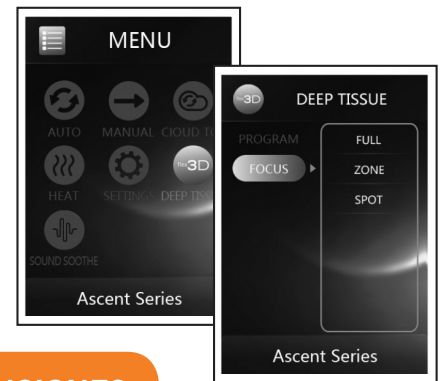 MENU
AUTO
MANUAL
CLOUD
HEAT
SETTINGS
DEEP
SOUND SOOTHE
Ascent Series
3D
DEEP TISSUE
PROGRAM
FOCUS
FULL
ZONE
SPOT
Ascent Series